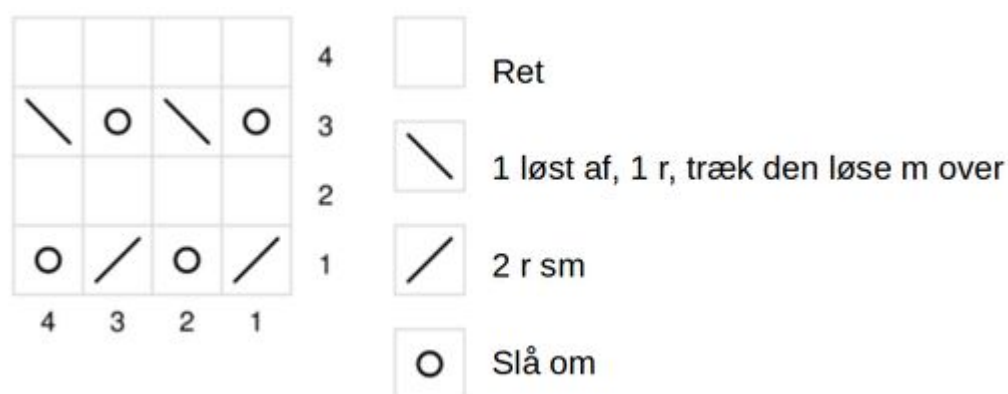 4
Ret
3
1 løst af, 1 r, træk den løse m over
2
2 r sm
1
4 3 2 1
Slå om